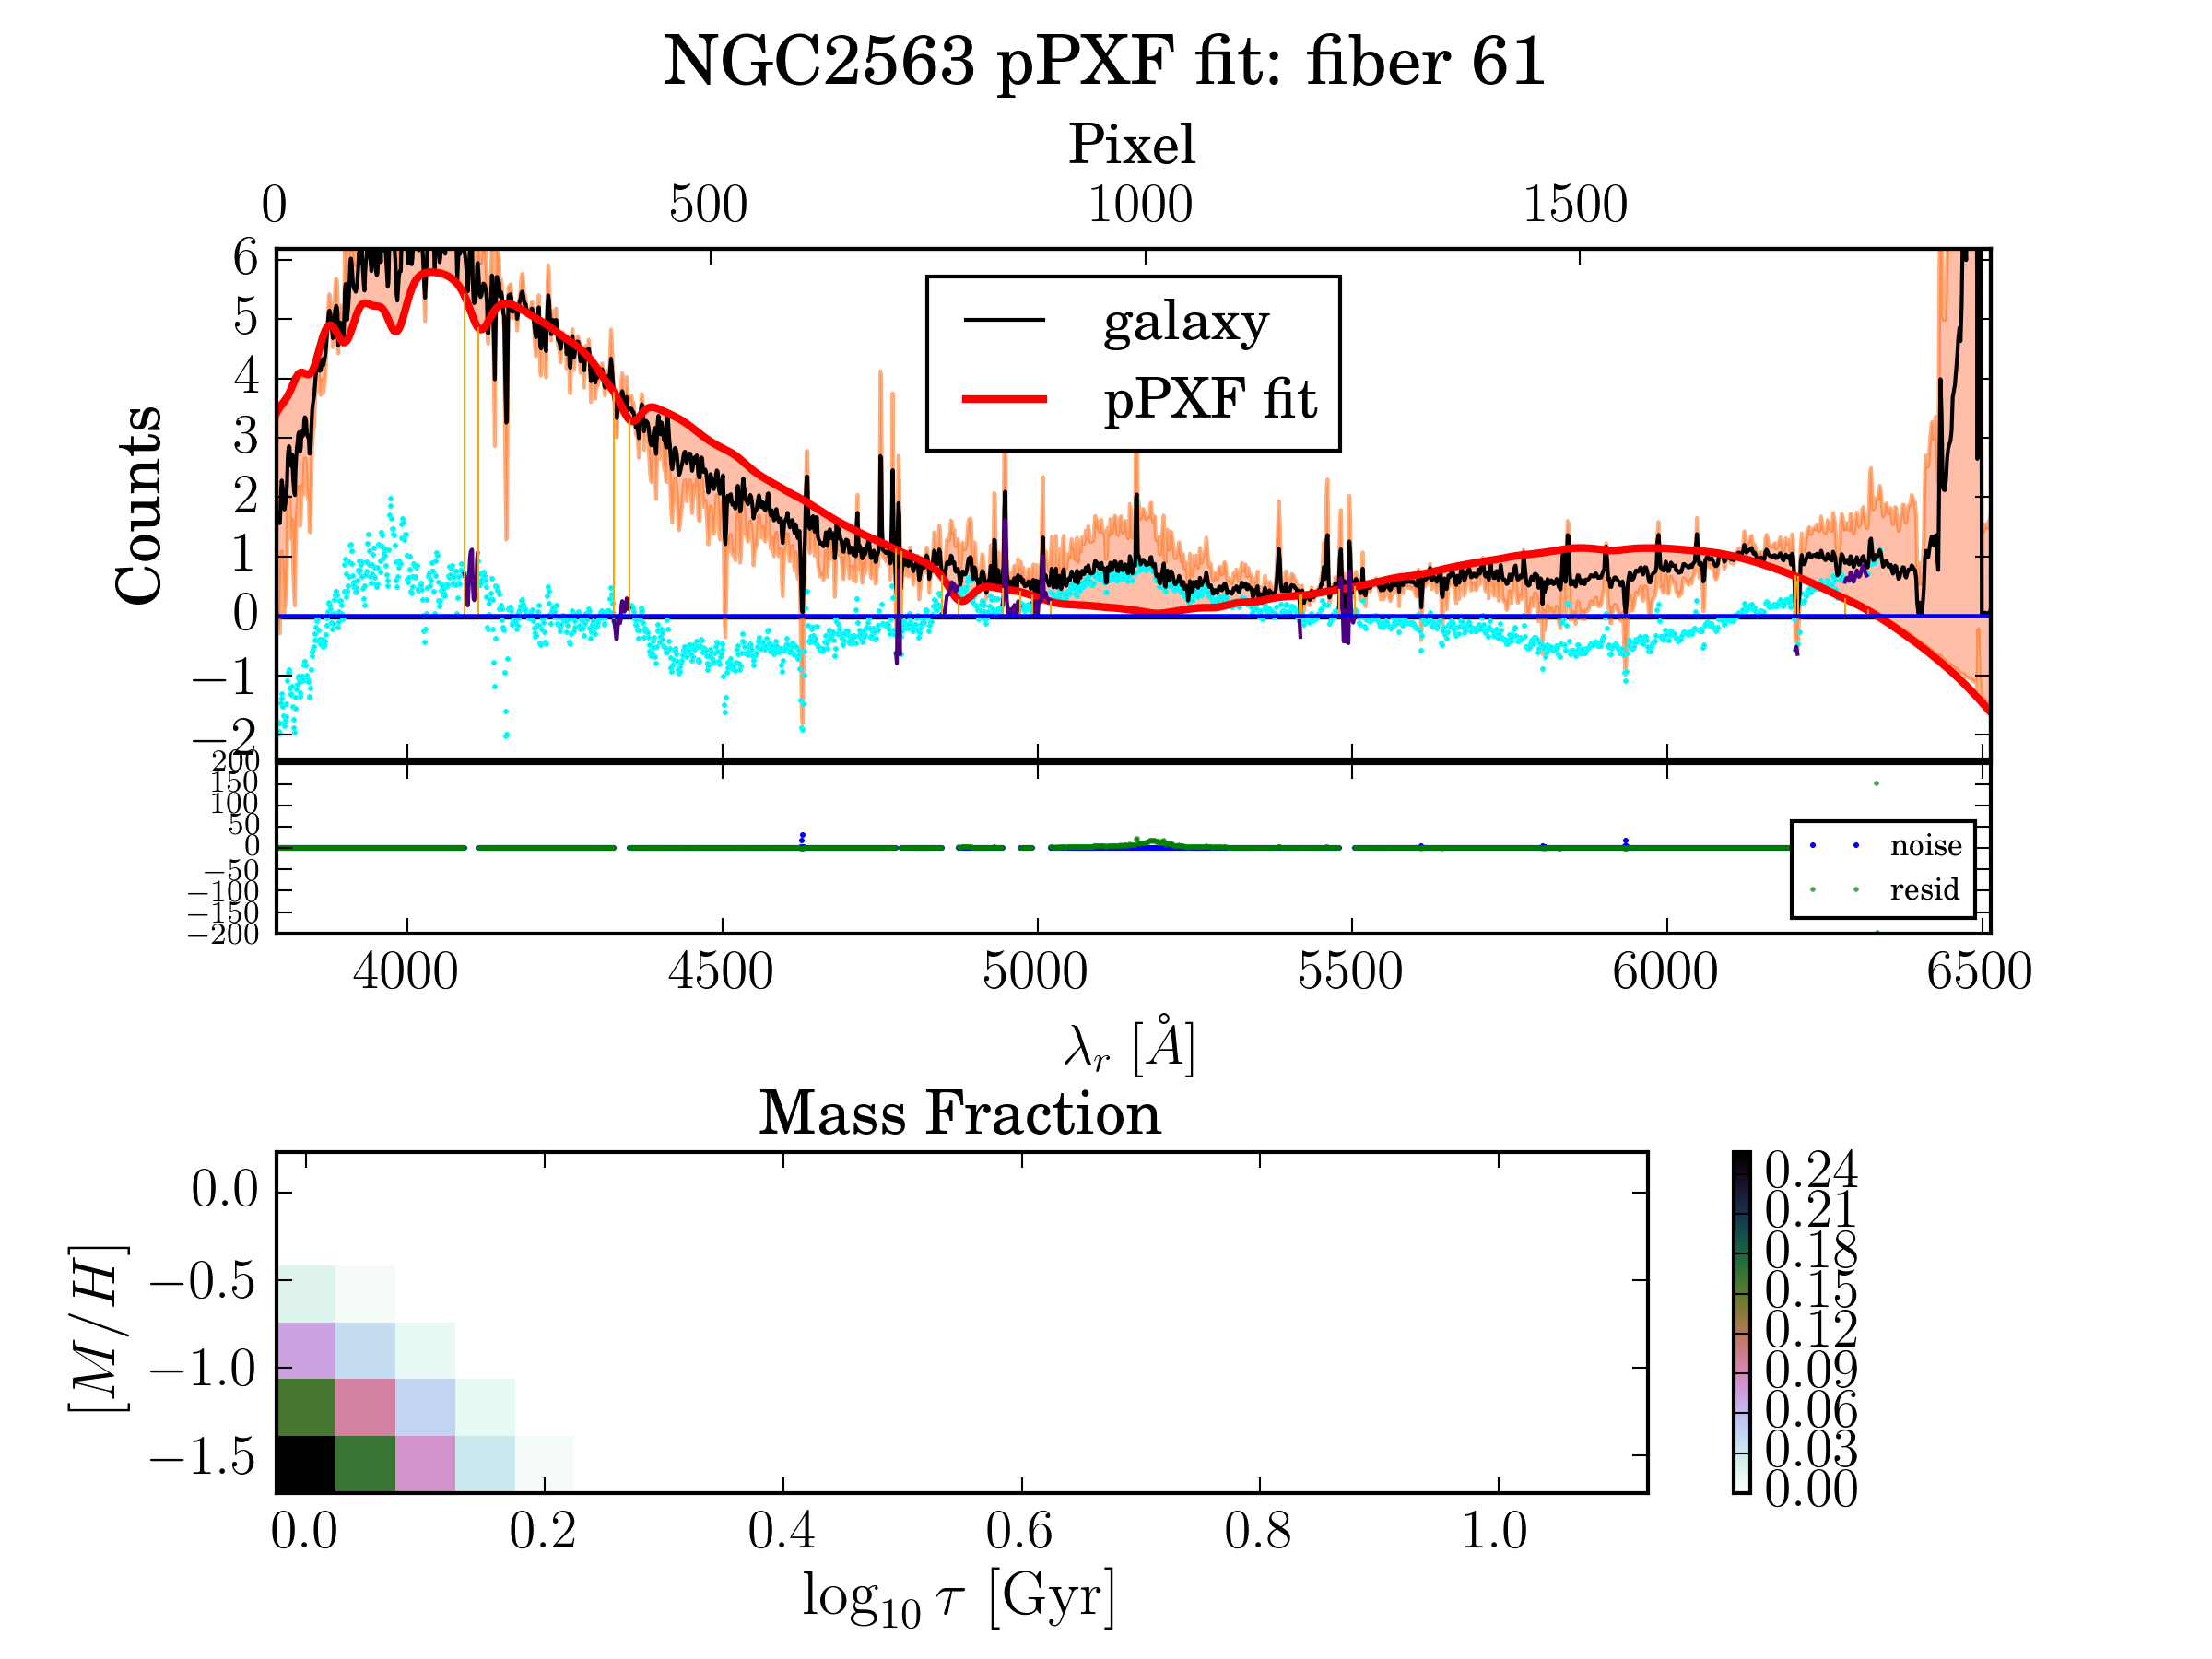 NGC2563 pPXF fit: fiber 61
Pixel
0 500 1000 1500
6
5
4
3
2
1
0
−1
−2
Counts
galaxy
pPXF fit
200
150
100
50
0
−50
−100
−150
−200
noise
resid
4000 4500 5000 5500 6000 6500
λr [Å]
Mass Fraction
0.0
−0.5
−1.0
−1.5
[M/H]
0.0 0.2 0.4 0.6 0.8 1.0
log10 τ [Gyr]
0.24
0.21
0.18
0.15
0.12
0.09
0.06
0.03
0.00